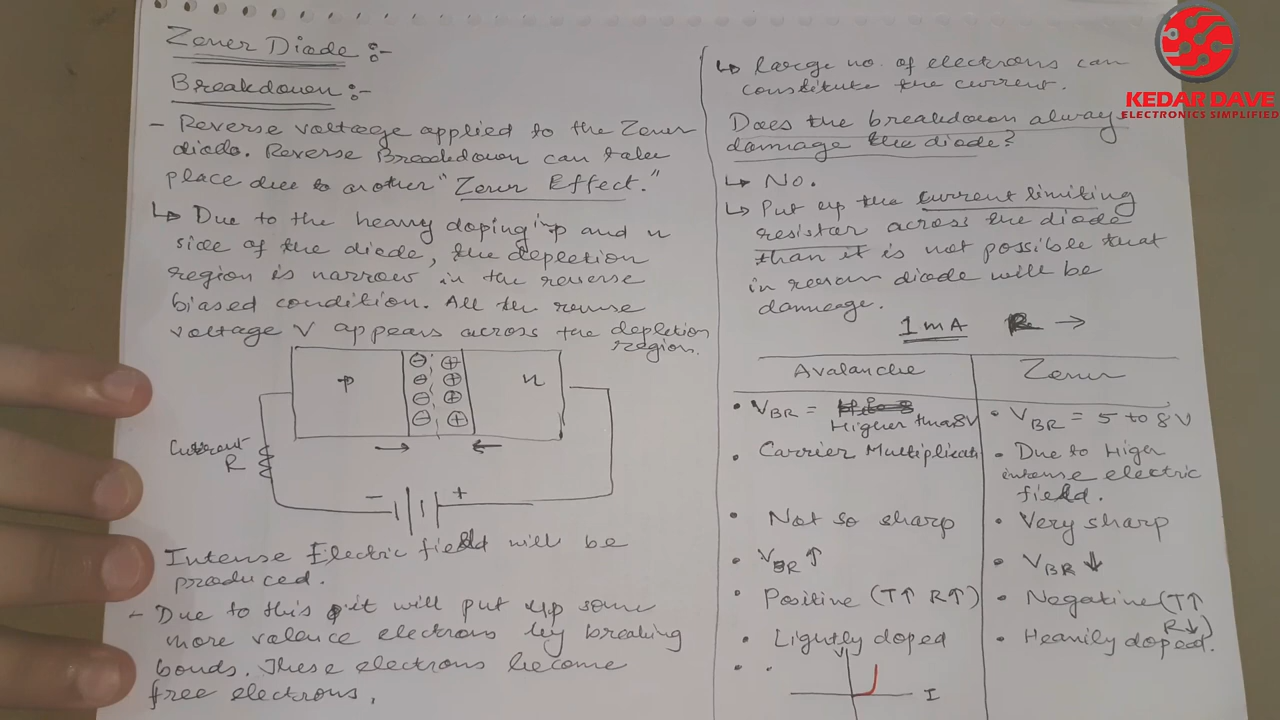 Zener Diode :-
Breakdown :-
- Reverse voltage applied to the Zener
diode. Reverse Breakdown can take
place due to another "Zener Effect."
↳ Due to the heavy doping in p and n
side of the diode, the depletion
region is narrow in the reverse
biased condition. All the reverse
voltage V appears across the depletion
region.
p ⊖ ⊕ n
⊖ ⊕
⊖ ⊕
⊖ ⊕
Current
R
- +
Intense Electric field will be
produced.
- Due to this it will put up some
more valence electrons by breaking
bonds. These electrons become
free electrons,
↳ Large no. of electrons can
constitute the current.
Does the breakdown always
damage the diode?
↳ No.
↳ Put up the current limiting
resistor across the diode
than it is not possible that
in diode will be
damage.
1mA R →
Avalanche Zener
• VBR = Higher than 8V • VBR = 5 to 8V
• Carrier Multiplicati • Due to Higer
intense electric
field.
• Not so sharp • Very sharp
• VBR ↑ • VBR ↓
• Positive (T↑ R↑) • Negative (T↑
R↓)
• Lightly doped • Heavily doped.
V
I
KEDAR DAVE
ELECTRONICS SIMPLIFIED